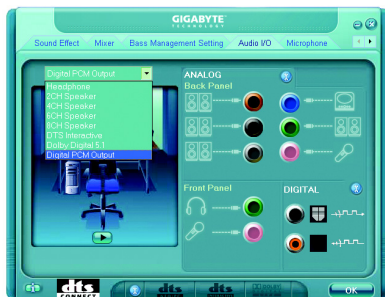 GIGABYTE
TECHNOLOGY
Sound Effect
Mixer
Bass Management Setting
Audio I/O
Microphone
Digital PCM Output
ANALOG
Back Panel
Headphone
2CH Speaker
4CH Speaker
6CH Speaker
8CH Speaker
DTS Interactive
Dolby Digital 5.1
Digital PCM Output
Front Panel
DIGITAL
dts
CONNECT
dts
dts
OK